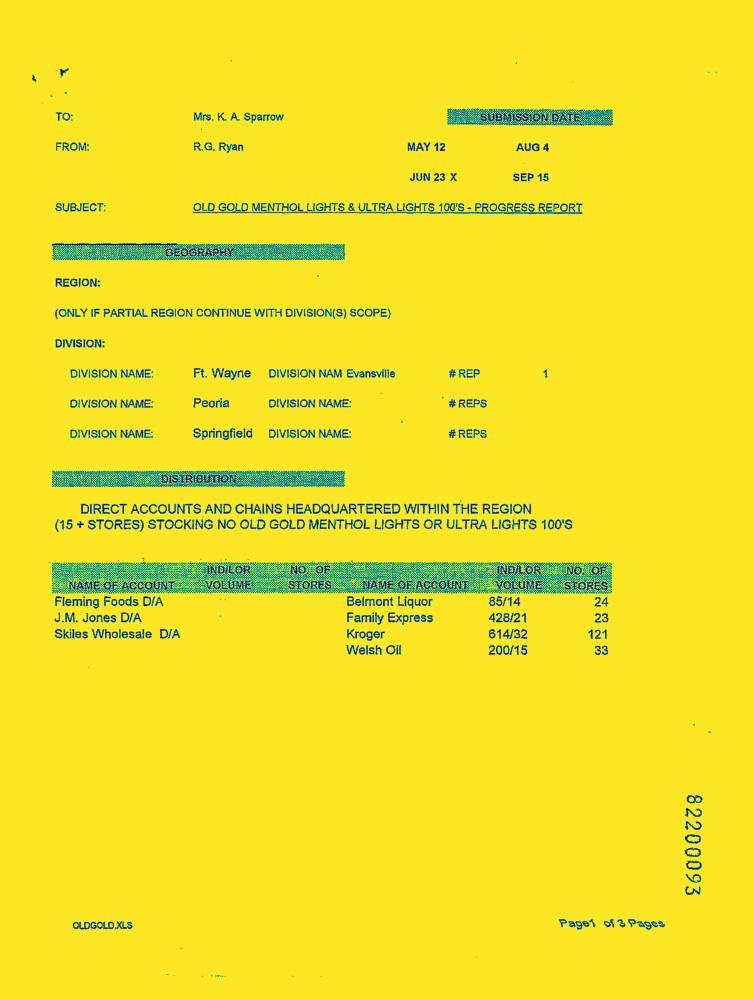 TO: Mrs. K. A. Sparrow SUBMISSION DATE
FROM: R.G. Ryan MAY 12 AUG 4
JUN 23 X SEP 15
SUBJECT: OLD GOLD MENTHOL LIGHTS & ULTRA LIGHTS 100'S - PROGRESS REPORT
GEOGRAPHY
REGION:
(ONLY IF PARTIAL REGION CONTINUE WITH DIVISION(S) SCOPE)
DIVISION:
DIVISION NAME: Ft. Wayne DIVISION NAM Evansville # REP 1
DIVISION NAME: Peoria DIVISION NAME: # REPS
DIVISION NAME: Springfield DIVISION NAME: # REPS
DISTRIBUTION
DIRECT ACCOUNTS AND CHAINS HEADQUARTERED WITHIN THE REGION
(15 + STORES) STOCKING NO OLD GOLD MENTHOL LIGHTS OR ULTRA LIGHTS 100'S
IND/LOR NO. OF IND/LOR NO. OF
NAME OF ACCOUNT VOLUME STORES NAME OF ACCOUNT VOLUME STORES
Fleming Foods D/A Belmont Liquor 85/14 24
J.M. Jones D/A Family Express 428/21 23
Skiles Wholesale D/A Kroger 614/32 121
Welsh Oil 200/15 33
82200093
OLDGOLD.XLS Page1 of 3 Pages